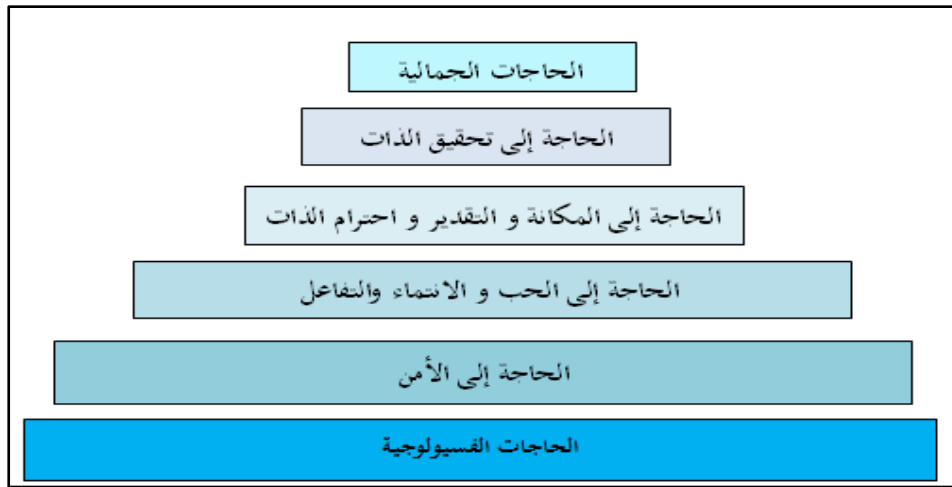 الحاجات الجمالية
الحاجة إلى تحقيق الذات
الحاجة إلى المكانة و التقدير و احترام الذات
الحاجة إلى الحب و الانتماء والتفاعل
الحاجة إلى الأمن
الحاجات الفسيولوجية